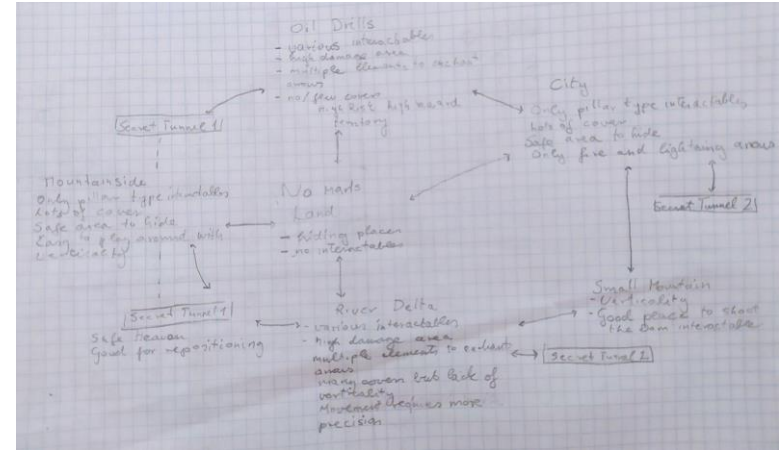 Oil Drills
- various interactables
- high damage area
- multiple elements to enchant
arrows
- no/few covers
High Risk high reward
territory
City
Only pillar type interactables
Lots of cover
Safe area to hide
Only fire and lightning arrows
Secret Tunnel 1
Secret Tunnel 2
Mountainside
Only pillar type interactables
Lots of cover
Safe area to hide
Easy to play around with
verticality
No Mans
Land
- hiding places
- no interactables
Secret Tunnel 1
Safe Heaven
Good for repositioning
River Delta
- various interactables
- high damage area
multiple elements to enchant
arrows
many covers but lack of
verticality
Movement requires more
precision
Small Mountain
- Verticality
- Good place to shoot
the Dam interactable
Secret Tunnel 2